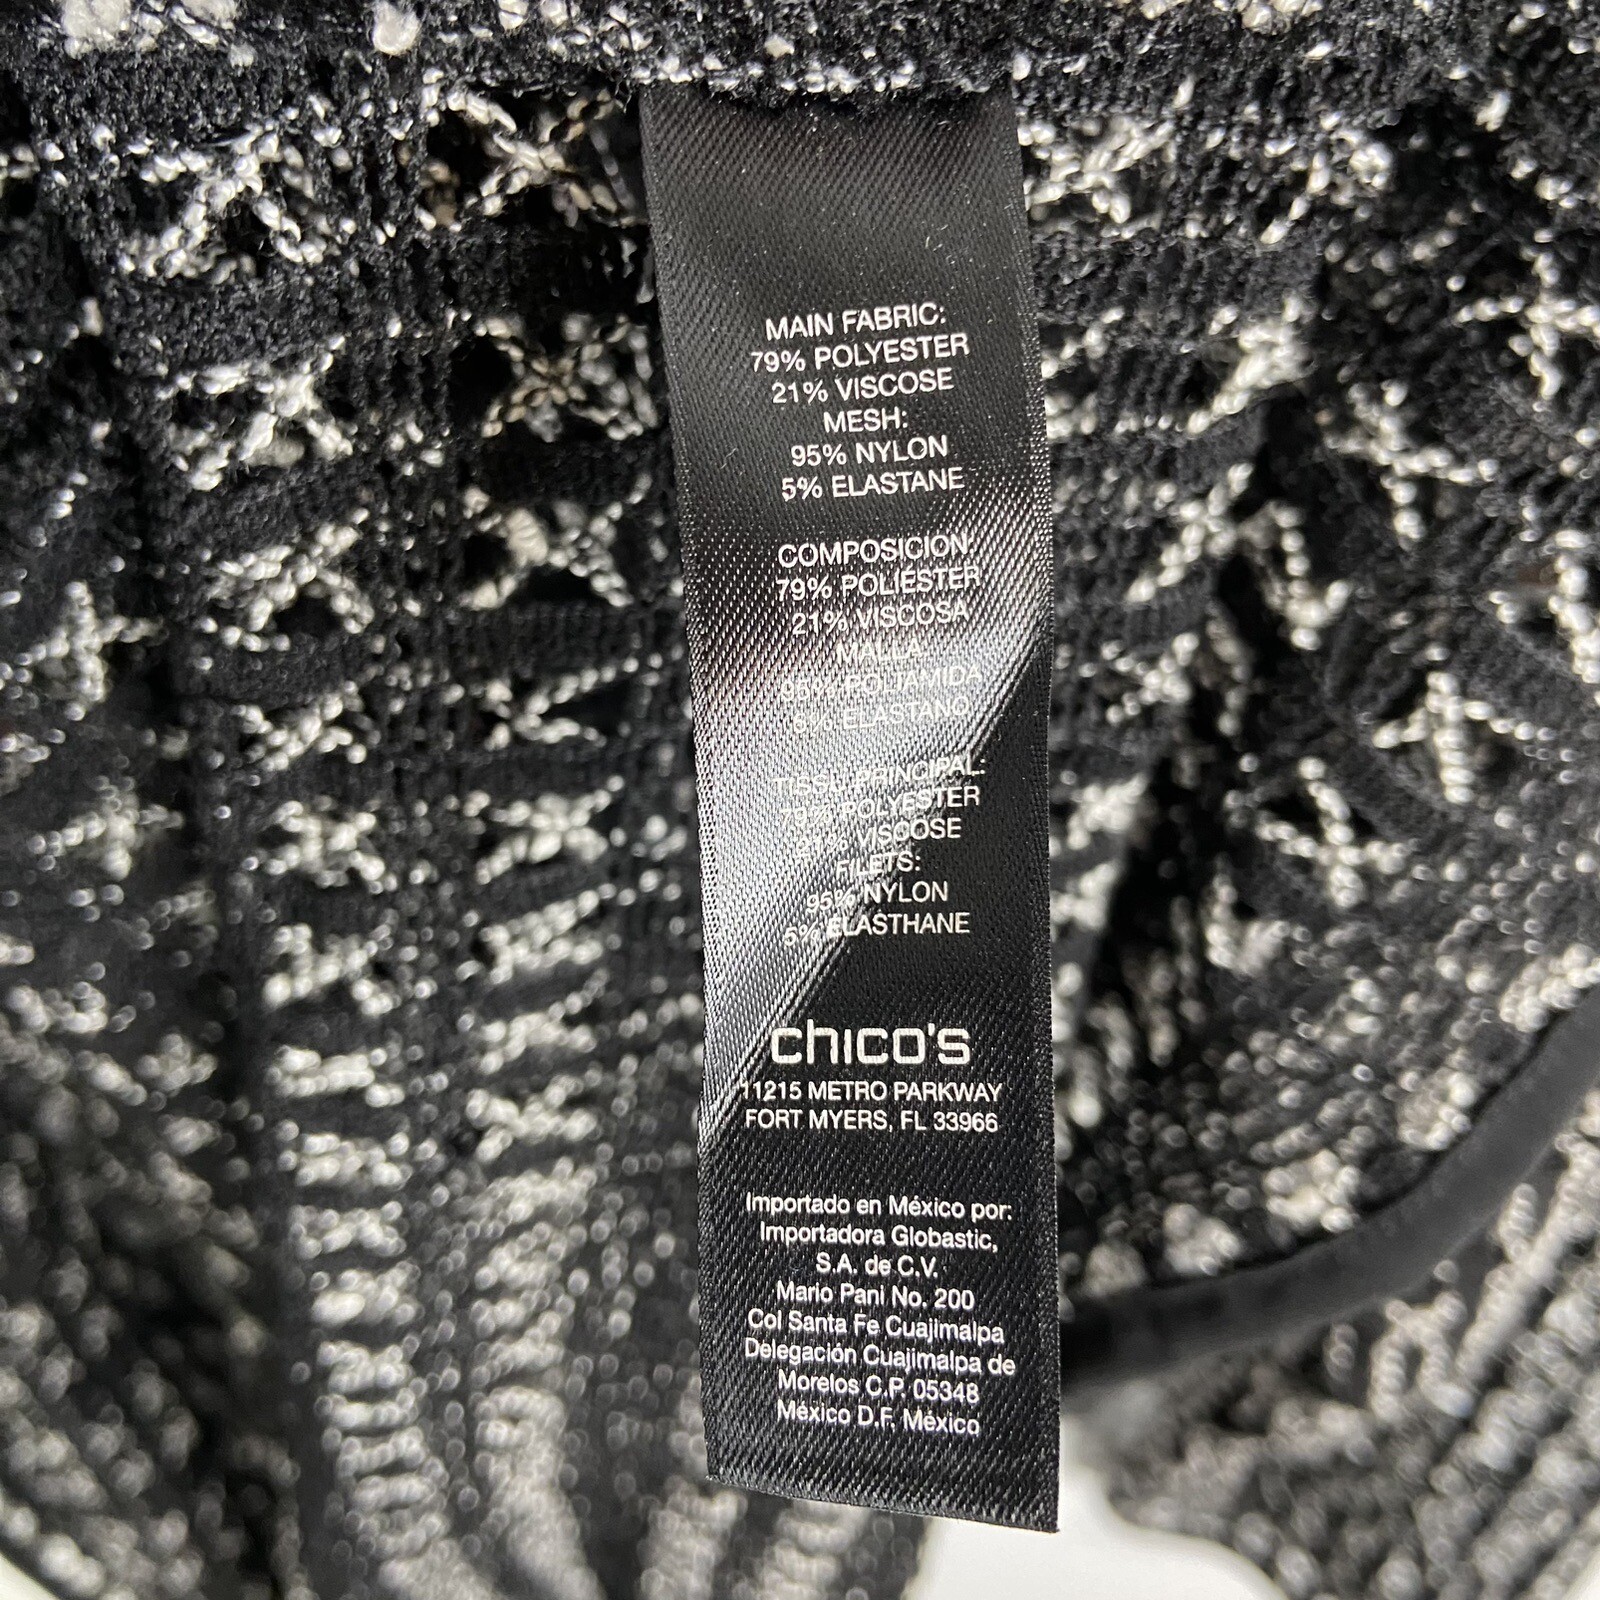 MAIN FABRIC:
79% POLYESTER
21% VISCOSE
MESH:
95% NYLON
5% ELASTANE
COMPOSICION:
79% POLIESTER
21% VISCOSA
MALLA
95% POLIAMIDA
5% ELASTANO
TISSU PRINCIPAL:
79% POLYESTER
21% VISCOSE
FILETS:
95% NYLON
5% ELASTHANE
chico's
11215 METRO PARKWAY
FORT MYERS, FL 33966
Importado en México por:
Importadora Globastic,
S.A. de C.V.
Mario Pani No. 200
Col Santa Fe Cuajimalpa
Delegación Cuajimalpa de
Morelos C.P. 05348
México D.F. México